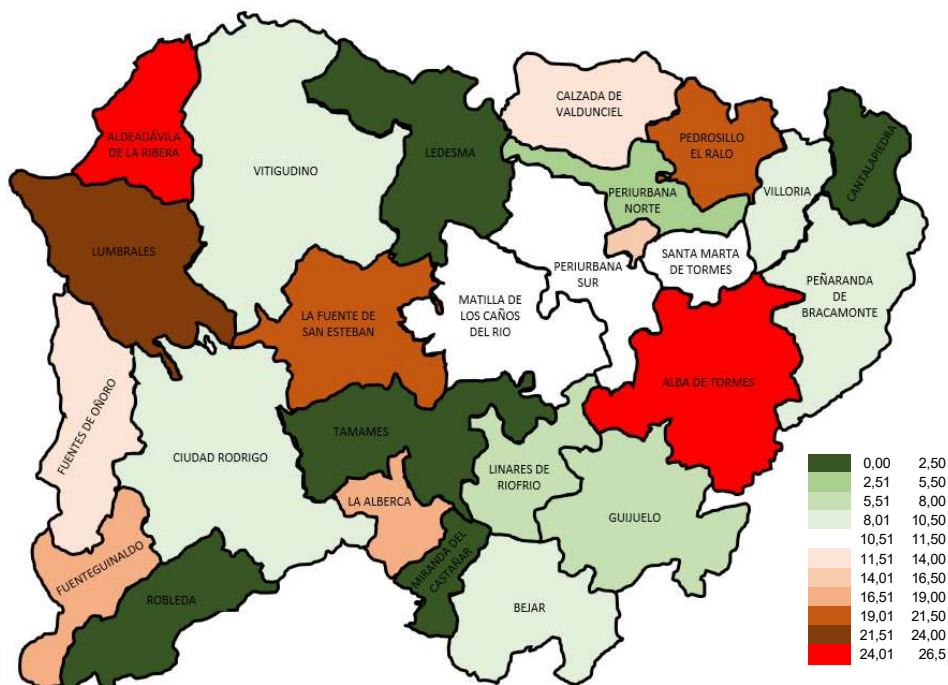 CALZADA DE
VALDUNCIEL
ALDEADÁVILA
DE LA RIBERA
PEDROSILLO
EL RALO
LEDESMA
VITIGUDINO
CANTALAPIEDRA
PERIURBANA
NORTE
VILLORIA
LUMBRALES
SANTA MARTA
DE TORMES
PERIURBANA
SUR
PEÑARANDA
DE
BRACAMONTE
MATILLA DE
LOS CAÑOS
DEL RIO
LA FUENTE DE
SAN ESTEBAN
ALBA DE TORMES
FUENTES DE OÑORO
TAMAMES
CIUDAD RODRIGO
LINARES DE
RIOFRIO
LA ALBERCA
GUIJUELO
FUENTEGUINALDO
MIRANDA DEL
CASTAÑAR
ROBLEDA
BEJAR
0,00 2,50
2,51 5,50
5,51 8,00
8,01 10,50
10,51 11,50
11,51 14,00
14,01 16,50
16,51 19,00
19,01 21,50
21,51 24,00
24,01 26,5